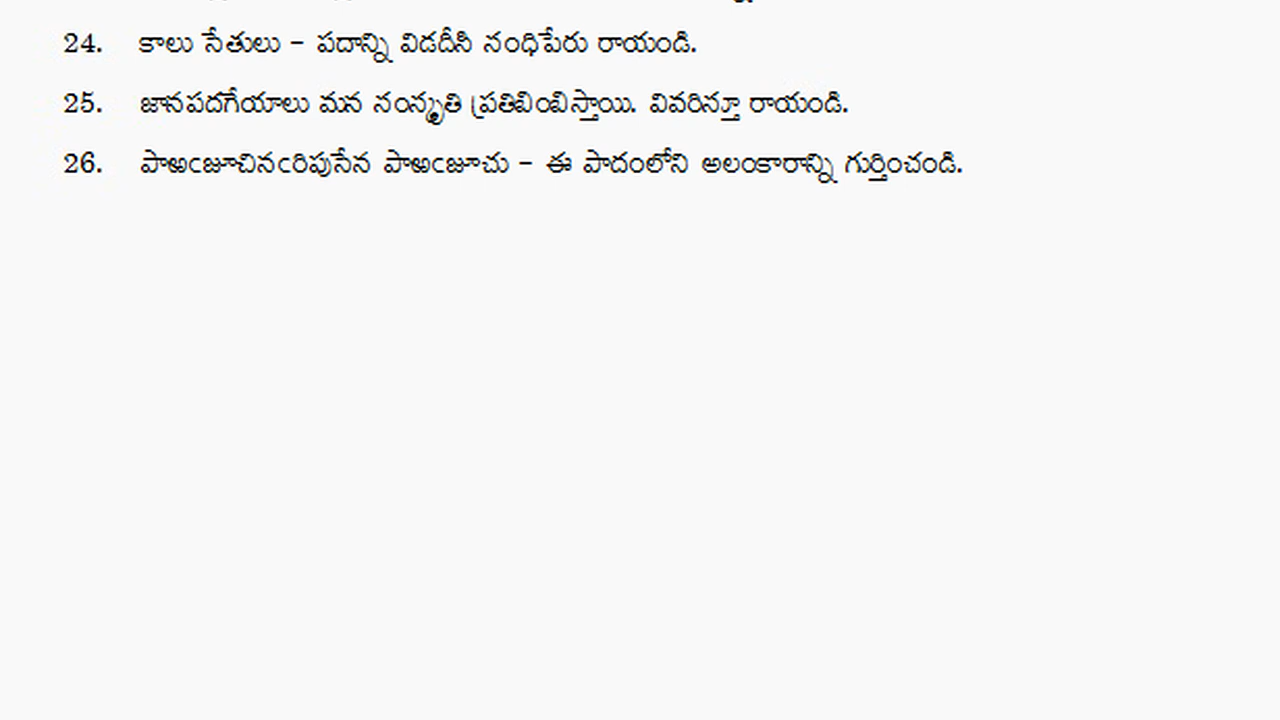 24. కాలు సేతులు - పదాన్ని విడదీసి సంధిపేరు రాయండి.
25. జానపదగేయాలు మన సంస్కృతి ప్రతిబింబిస్తాయి. వివరిస్తూ రాయండి.
26. పాఱఁజూచినఁరిపుసేన పాఱఁజూచు - ఈ పాదంలోని అలంకారాన్ని గుర్తించండి.